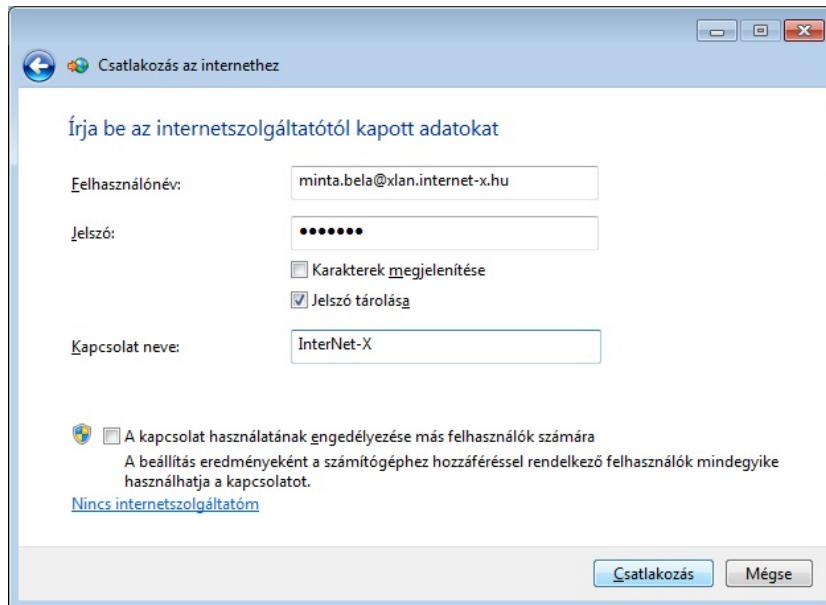 Csatlakozás az internethez
Írja be az internetszolgáltatótól kapott adatokat
Felhasználónév:
minta.bela@xlan.internet-x.hu
Jelszó:
•••••••
Karakterek megjelenítése
Jelszó tárolása
Kapcsolat neve:
InterNet-X
A kapcsolat használatának engedélyezése más felhasználók számára
A beállítás eredményeként a számítógéphez hozzáféréssel rendelkező felhasználók mindegyike
használhatja a kapcsolatot.
Nincs internetszolgáltatóm
Csatlakozás
Mégse